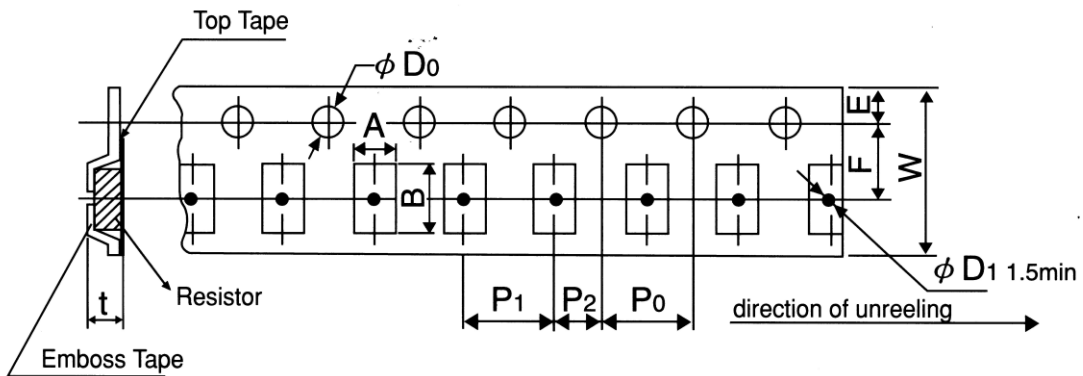 Top Tape
φ D0
A
B
E
F
W
t
Resistor
Emboss Tape
P1
P2
P0
φ D1 1.5min
direction of unreeling